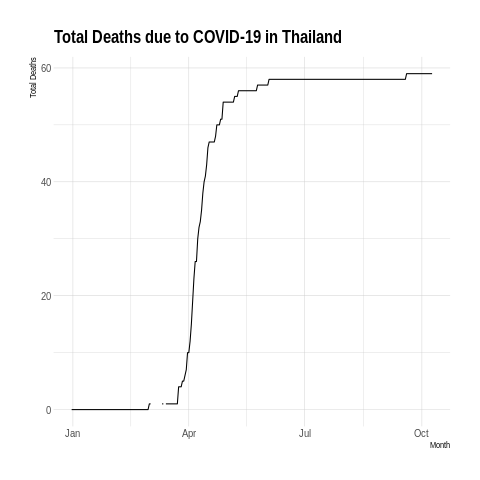 Total Deaths due to COVID-19 in Thailand
Total Deaths
60
40
20
0
Jan
Apr
Jul
Oct
Month